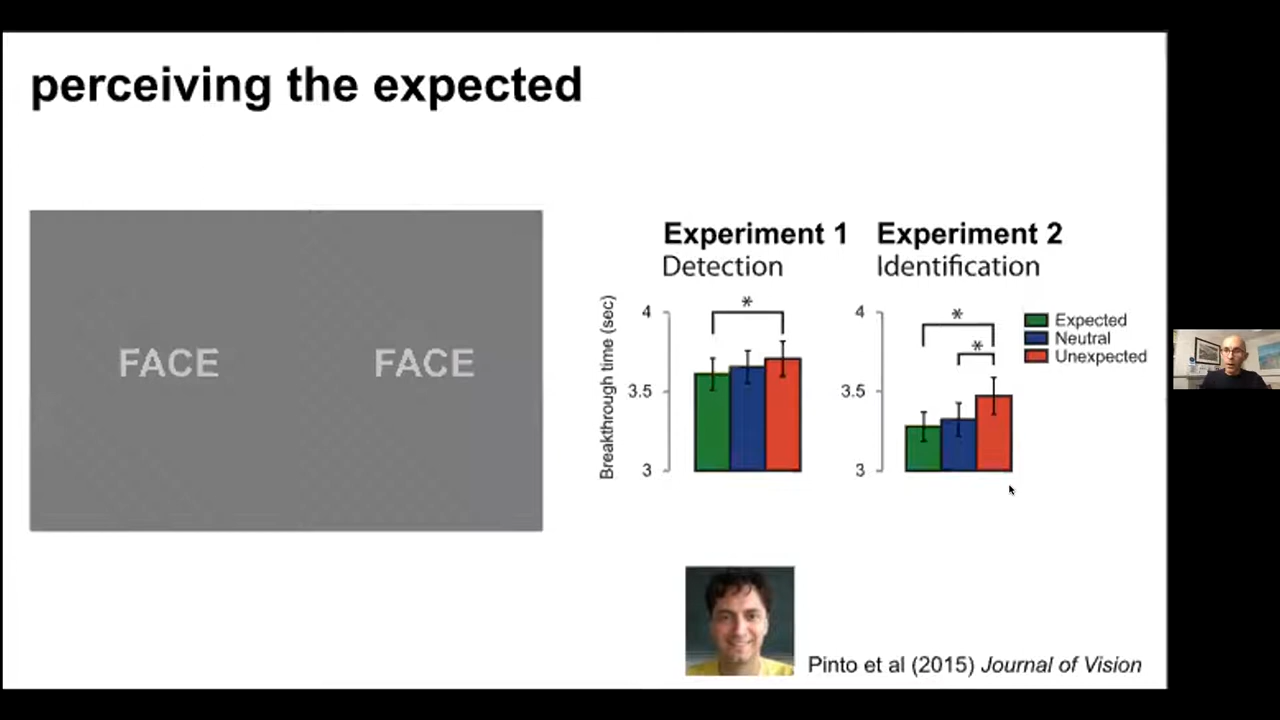 perceiving the expected
FACE FACE
Experiment 1 Experiment 2
Detection Identification
Breakthrough time (sec)
4
3.5
3
*
4
3.5
3
*
*
Expected
Neutral
Unexpected
Pinto et al (2015) Journal of Vision